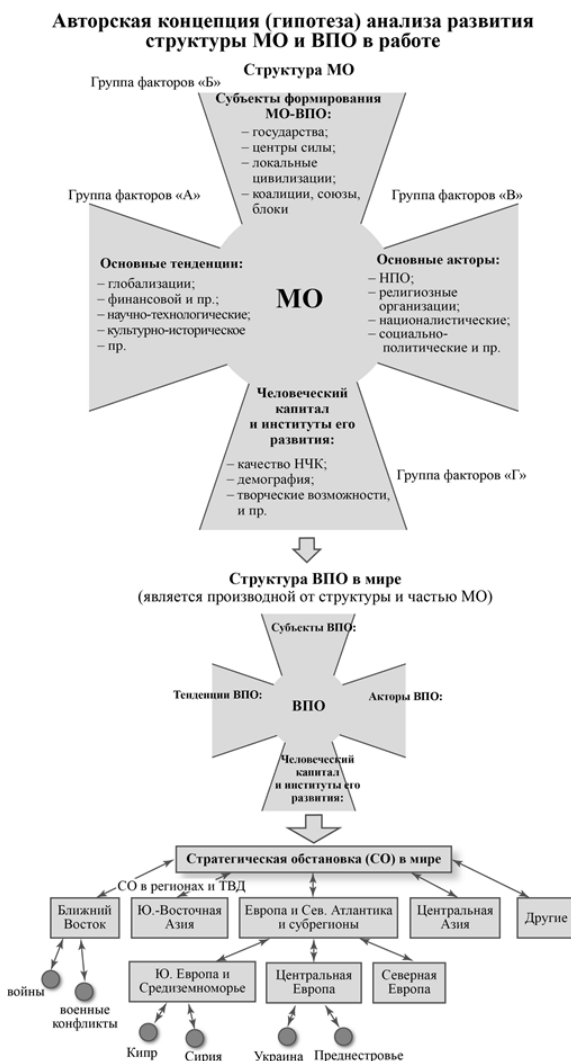 Авторская концепция (гипотеза) анализа развития
структуры МО и ВПО в работе
Структура МО
Группа факторов «Б»
Субъекты формирования
МО-ВПО:
– государства;
– центры силы;
– локальные
цивилизации;
– коалиции, союзы,
блоки
Группа факторов «А»
Группа факторов «В»
Основные тенденции:
– глобализации;
– финансовой и пр.;
– научно-технологические;
– культурно-историческое
– пр.
МО
Основные акторы:
– НПО;
– религиозные
организации;
– националистические;
– социально-
политические и пр.
Человеческий
капитал
и институты его
развития:
– качество НЧК;
– демография;
– творческие возможности,
и пр.
Группа факторов «Г»
Структура ВПО в мире
(является производной от структуры и частью МО)
Субъекты ВПО:
Тенденции ВПО:
ВПО
Акторы ВПО:
Человеческий
капитал
и институты его
развития:
Стратегическая обстановка (СО) в мире
СО в регионах и ТВД
Ближний
Восток
Ю.-Восточная
Азия
Европа и Сев. Атлантика
и субрегионы
Центральная
Азия
Другие
войны
военные
конфликты
Ю. Европа и
Средиземноморье
Центральная
Европа
Северная
Европа
Кипр
Сирия
Украина
Преднестровье